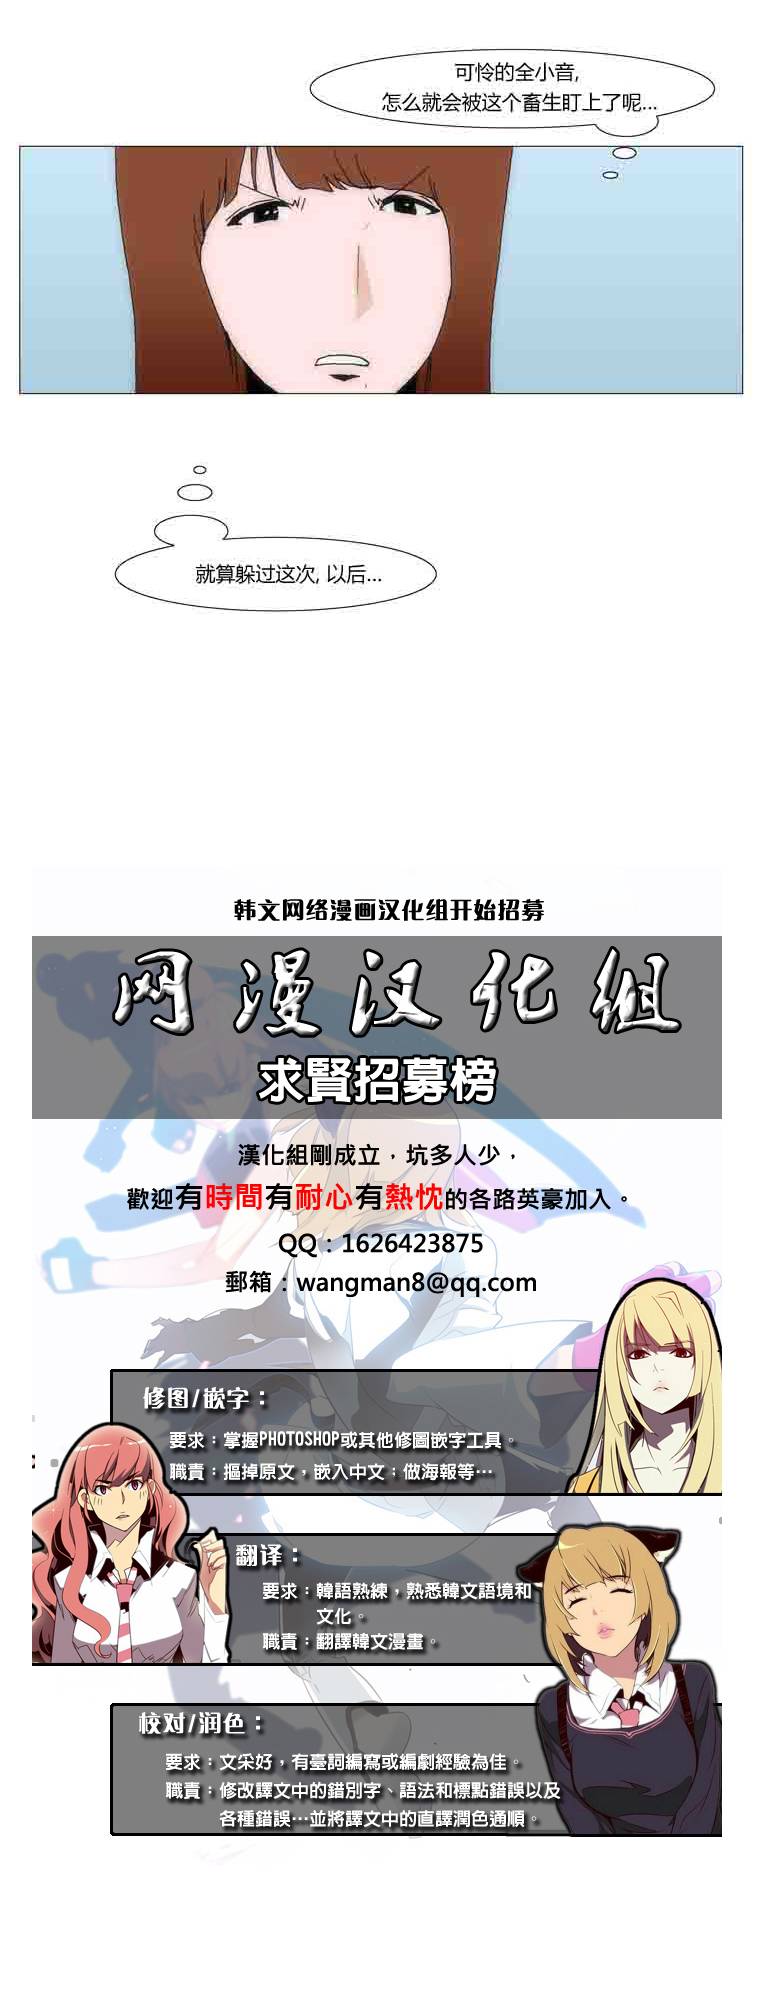 可怜的全小音,
怎么就会被这个畜生盯上了呢...
就算躲过这次, 以后...
韩文网络漫画汉化组开始招募
网漫汉化组
求賢招募榜
漢化組剛成立，坑多人少，
歡迎有時間有耐心有熱忱的各路英豪加入。
QQ：1626423875
郵箱：wangman8@qq.com
修图/嵌字：
要求：掌握PHOTOSHOP或其他修圖嵌字工具。
職責：摳掉原文，嵌入中文；做海報等…
翻译：
要求：韓語熟練，熟悉韓文語境和
文化。
職責：翻譯韓文漫畫。
校对/润色：
要求：文采好，有臺詞編寫或編劇經驗為佳。
職責：修改譯文中的錯別字、語法和標點錯誤以及
各種錯誤…並將譯文中的直譯潤色通順。